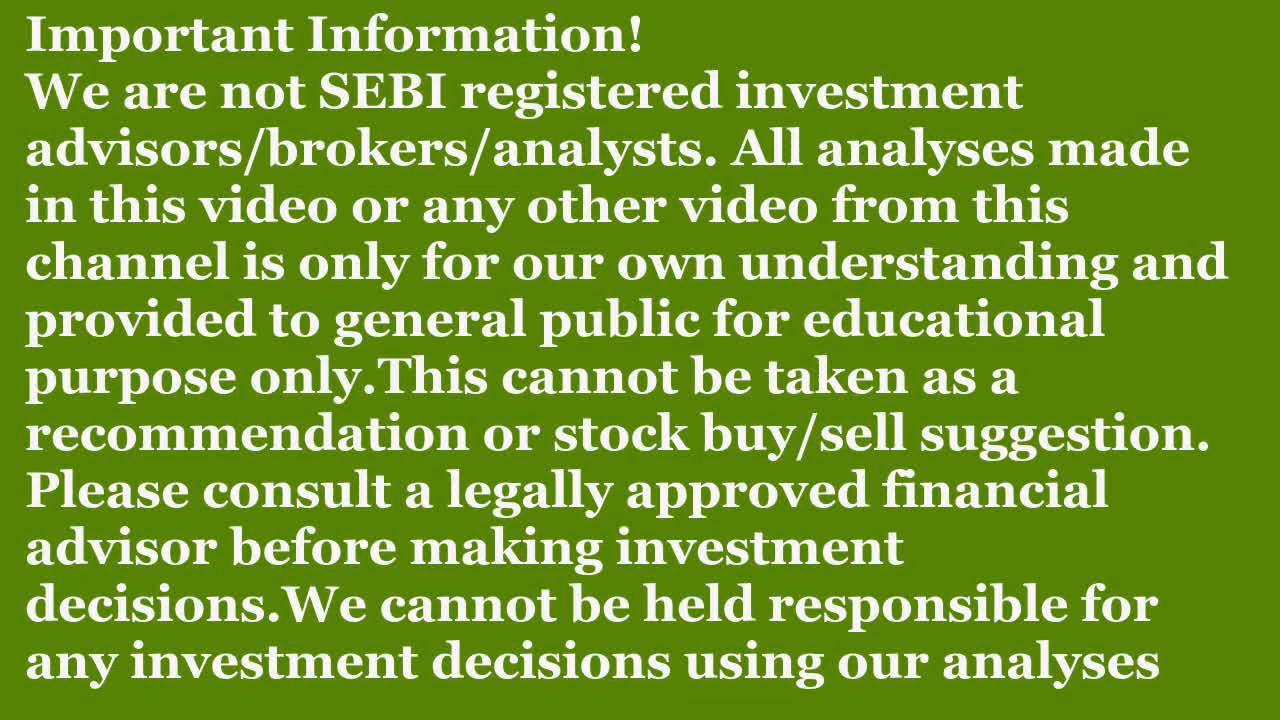 Important Information!
We are not SEBI registered investment
advisors/brokers/analysts. All analyses made
in this video or any other video from this
channel is only for our own understanding and
provided to general public for educational
purpose only.This cannot be taken as a
recommendation or stock buy/sell suggestion.
Please consult a legally approved financial
advisor before making investment
decisions.We cannot be held responsible for
any investment decisions using our analyses